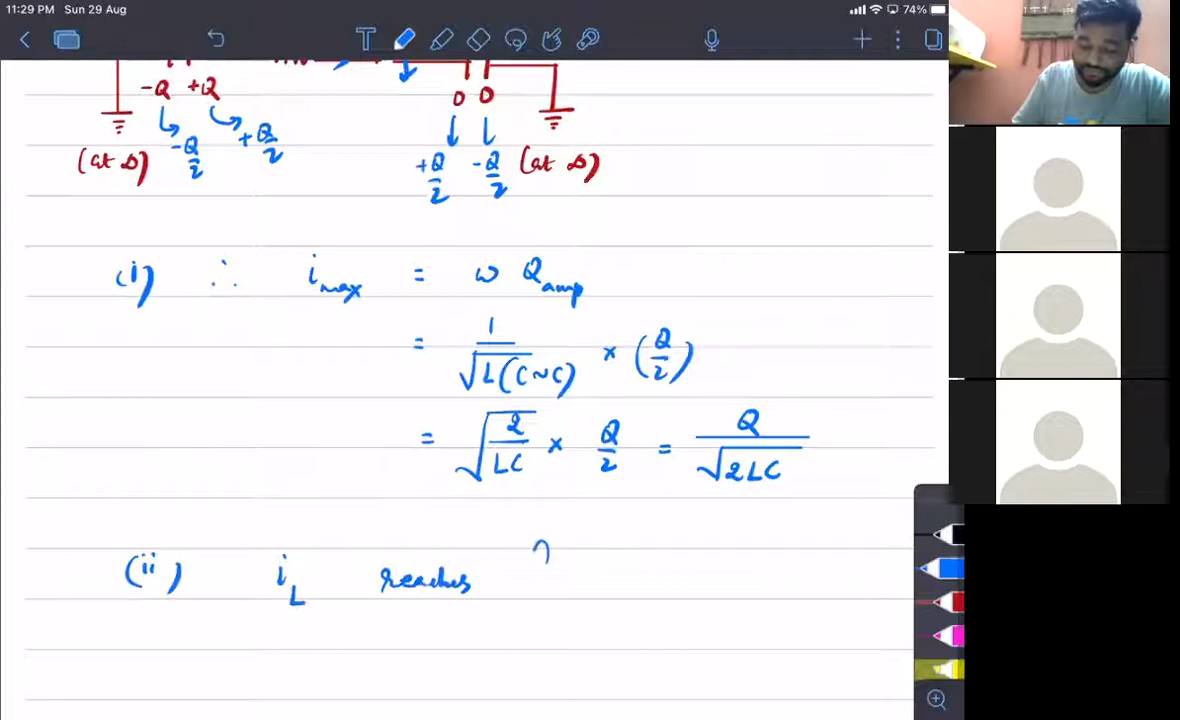 11:29 PM Sun 29 Aug 74%
T
-Q +Q 0 0
-Q/2 +Q/2 +Q/2 -Q/2
(at s) (at s)
(i) ∴ i_max = ω Q_amp
= 1/√L(C~C) × (Q/2)
= √(2/LC) × Q/2 = Q/√2LC
(ii) i_L reaches